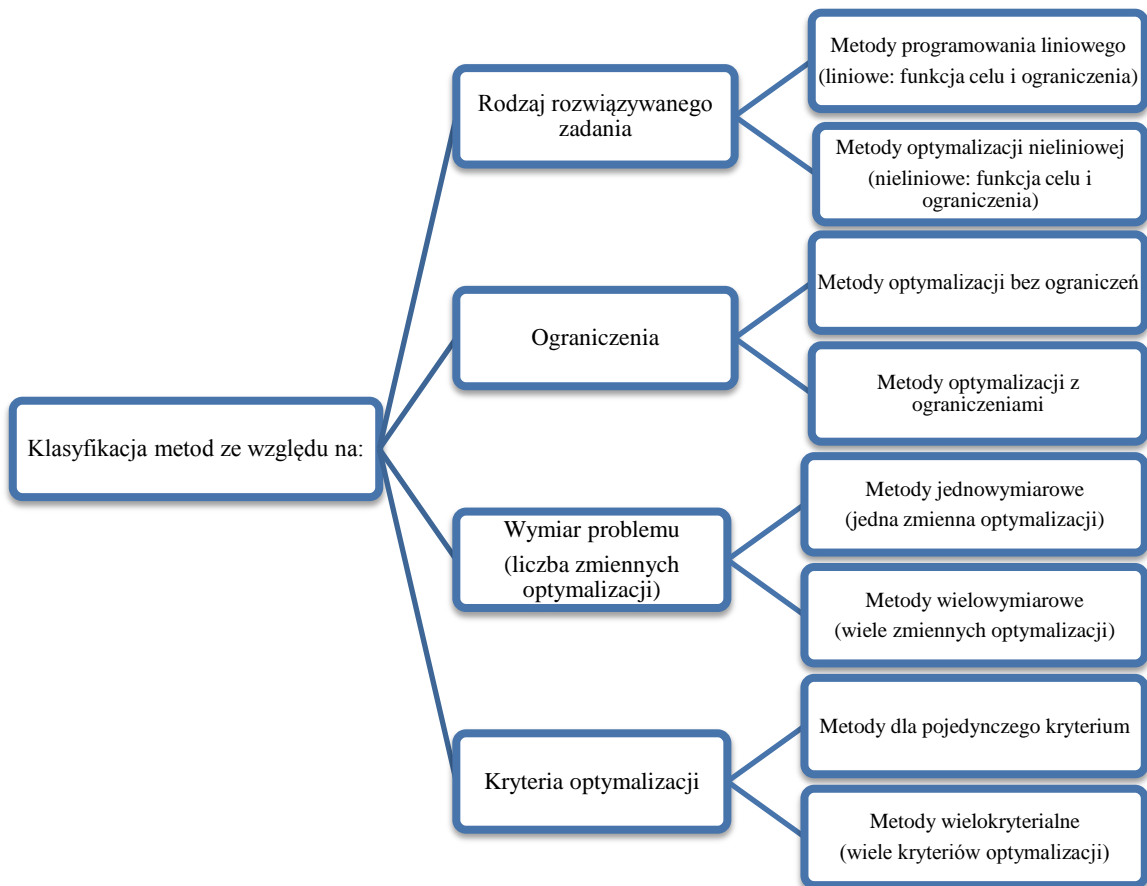 Klasyfikacja metod ze względu na:
Rodzaj rozwiązywanego
zadania
Metody programowania liniowego
(liniowe: funkcja celu i ograniczenia)
Metody optymalizacji nieliniowej
(nieliniowe: funkcja celu i
ograniczenia)
Ograniczenia
Metody optymalizacji bez ograniczeń
Metody optymalizacji z
ograniczeniami
Wymiar problemu
(liczba zmiennych
optymalizacji)
Metody jednowymiarowe
(jedna zmienna optymalizacji)
Metody wielowymiarowe
(wiele zmiennych optymalizacji)
Kryteria optymalizacji
Metody dla pojedynczego kryterium
Metody wielokryterialne
(wiele kryteriów optymalizacji)